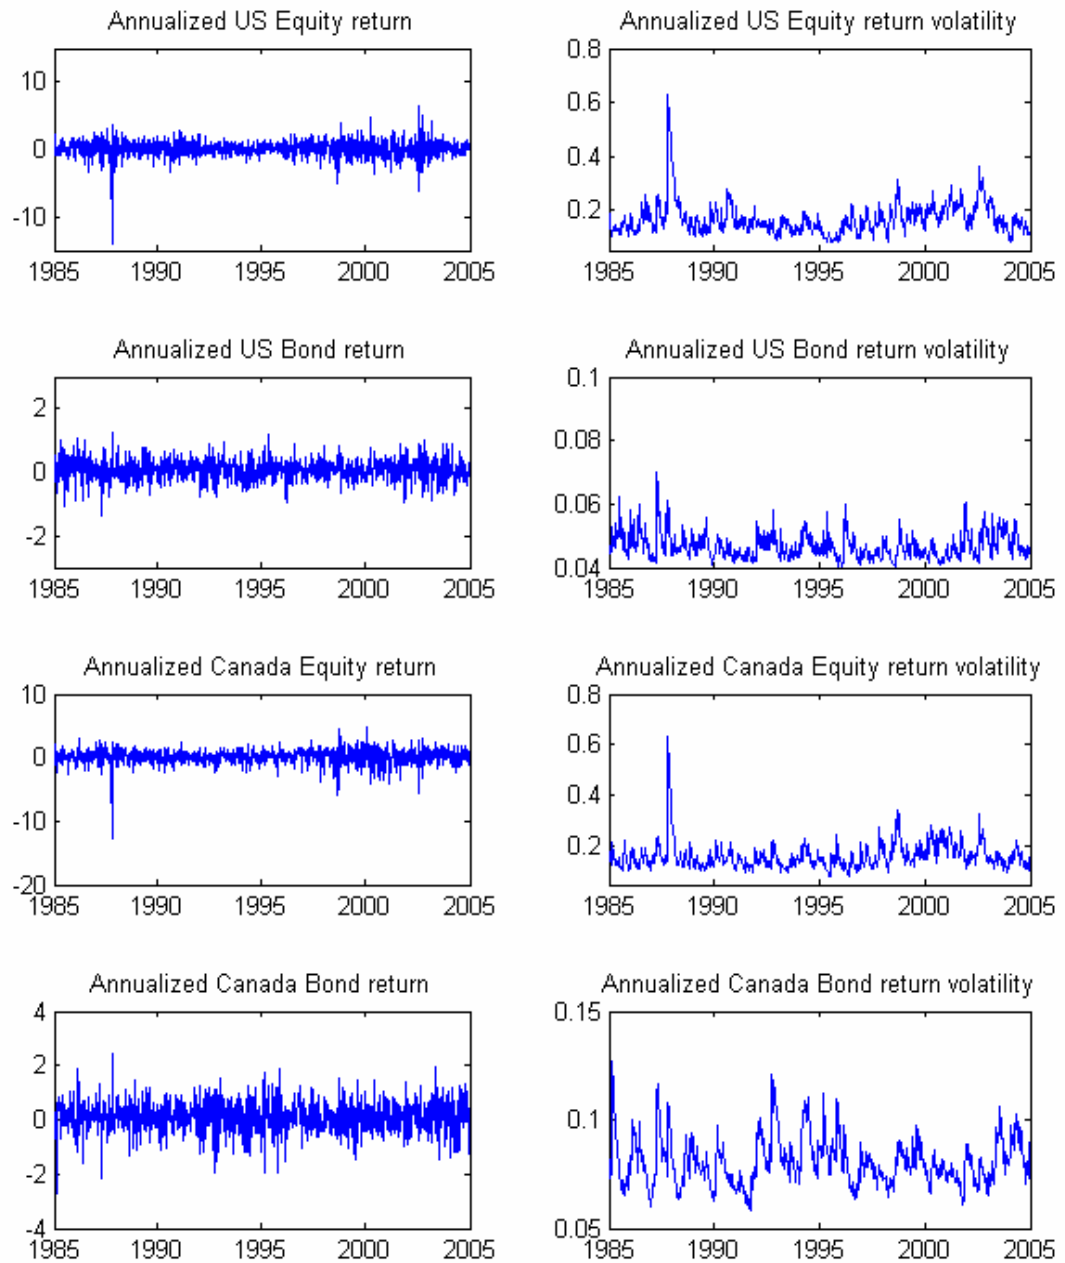 Annualized US Equity return
10
0
-10
1985 1990 1995 2000 2005
Annualized US Equity return volatility
0.8
0.6
0.4
0.2
1985 1990 1995 2000 2005
Annualized US Bond return
2
0
-2
1985 1990 1995 2000 2005
Annualized US Bond return volatility
0.1
0.08
0.06
0.04
1985 1990 1995 2000 2005
Annualized Canada Equity return
10
0
-10
-20
1985 1990 1995 2000 2005
Annualized Canada Equity return volatility
0.8
0.6
0.4
0.2
1985 1990 1995 2000 2005
Annualized Canada Bond return
4
2
0
-2
-4
1985 1990 1995 2000 2005
Annualized Canada Bond return volatility
0.15
0.1
0.05
1985 1990 1995 2000 2005